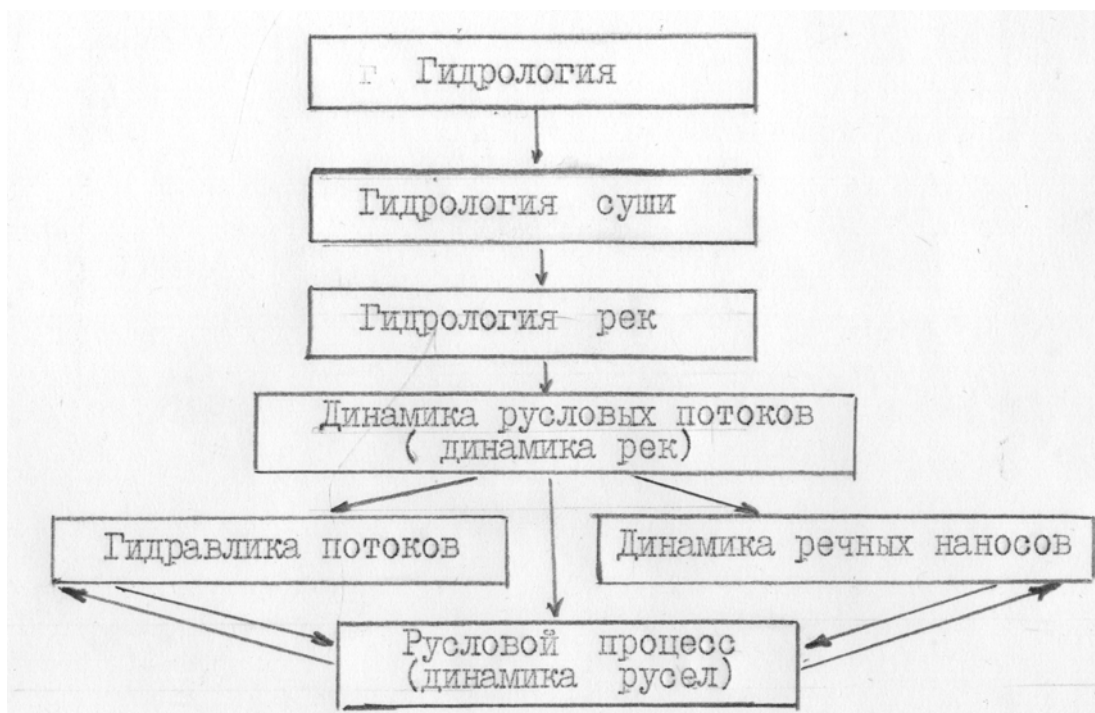 Гидрология
Гидрология суши
Гидрология рек
Динамика русловых потоков
( динамика рек)
Гидравлика потоков
Динамика речных наносов
Русловой процесс
(динамика русел)